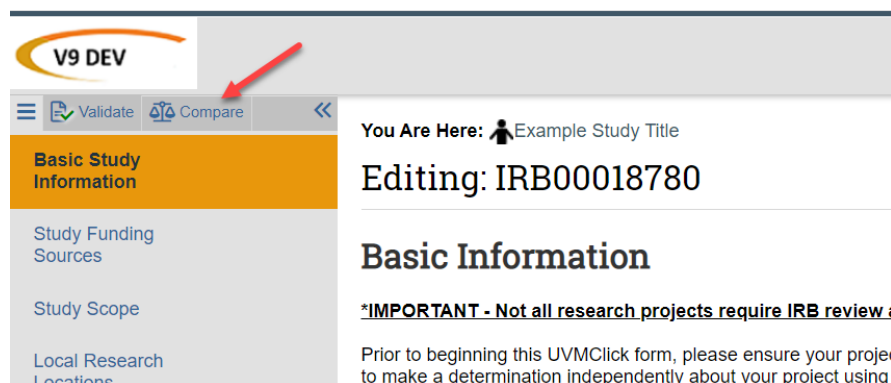 V9 DEV
Validate Compare
Basic Study
Information
Study Funding
Sources
Study Scope
Local Research
Locations
You Are Here: Example Study Title
Editing: IRB00018780
Basic Information
*IMPORTANT - Not all research projects require IRB review a
Prior to beginning this UVMClick form, please ensure your projec
to make a determination independently about your project using